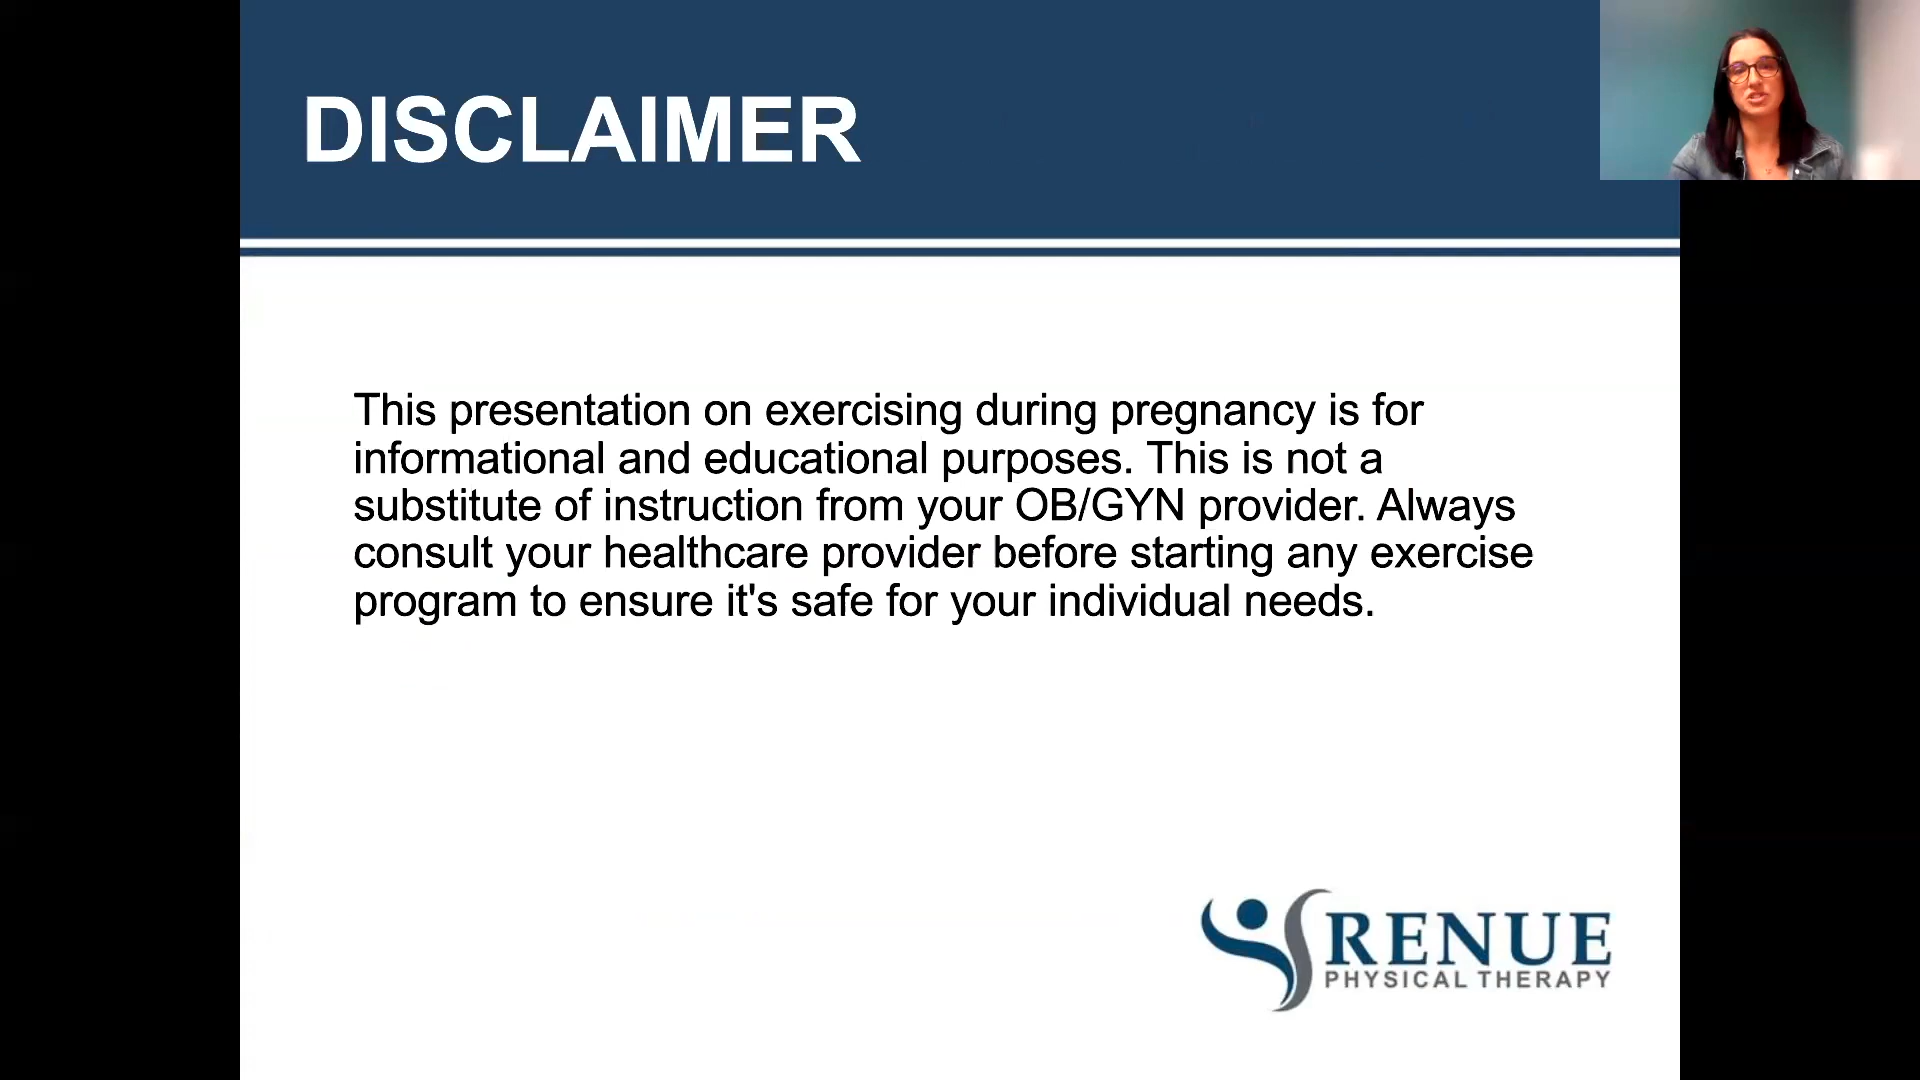 DISCLAIMER
This presentation on exercising during pregnancy is for
informational and educational purposes. This is not a
substitute of instruction from your OB/GYN provider. Always
consult your healthcare provider before starting any exercise
program to ensure it's safe for your individual needs.
RENUE
PHYSICAL THERAPY